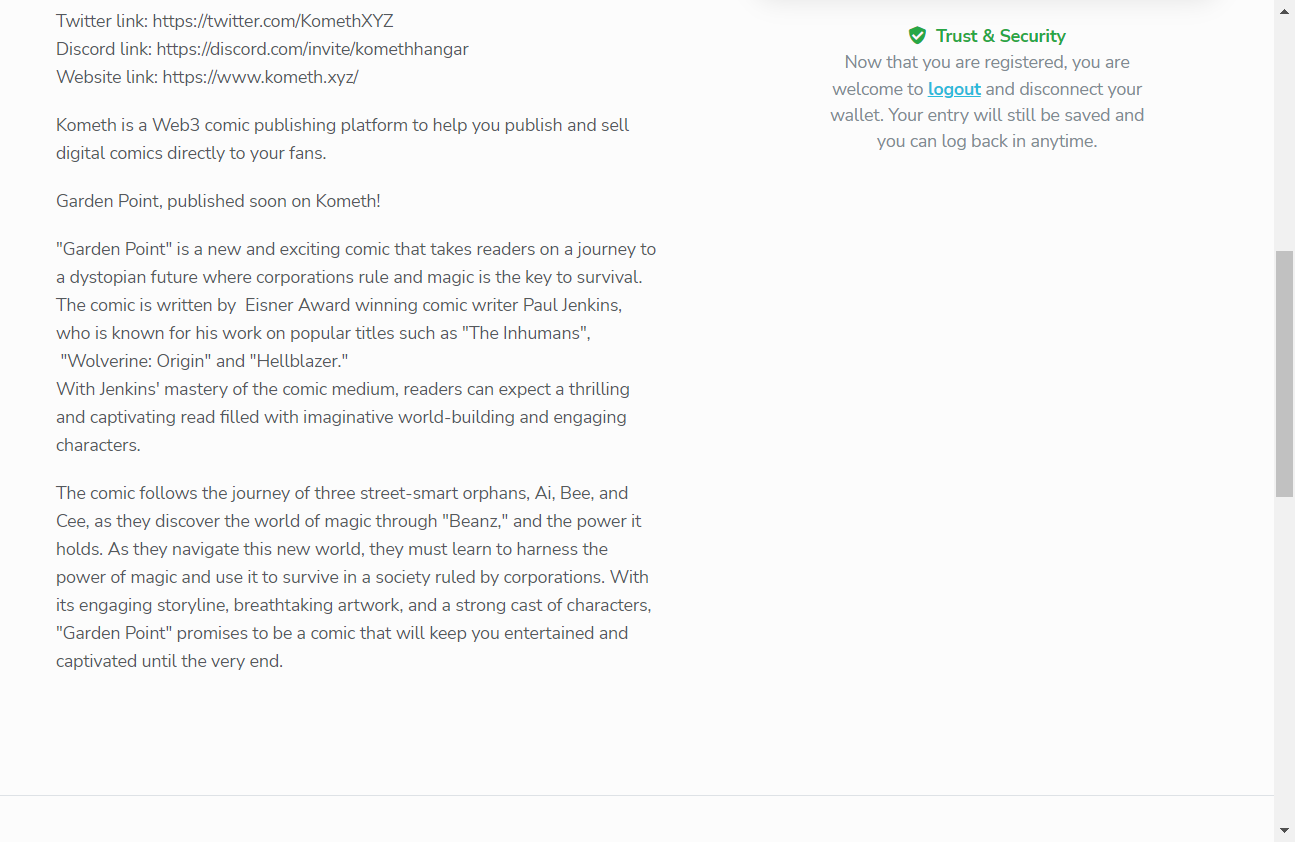 Twitter link: https://twitter.com/KomethXYZ
Discord link: https://discord.com/invite/komethhangar
Website link: https://www.kometh.xyz/
Kometh is a Web3 comic publishing platform to help you publish and sell
digital comics directly to your fans.
Garden Point, published soon on Kometh!
"Garden Point" is a new and exciting comic that takes readers on a journey to
a dystopian future where corporations rule and magic is the key to survival.
The comic is written by  Eisner Award winning comic writer Paul Jenkins,
who is known for his work on popular titles such as "The Inhumans",
"Wolverine: Origin" and "Hellblazer."
With Jenkins' mastery of the comic medium, readers can expect a thrilling
and captivating read filled with imaginative world-building and engaging
characters.
The comic follows the journey of three street-smart orphans, Ai, Bee, and
Cee, as they discover the world of magic through "Beanz," and the power it
holds. As they navigate this new world, they must learn to harness the
power of magic and use it to survive in a society ruled by corporations. With
its engaging storyline, breathtaking artwork, and a strong cast of characters,
"Garden Point" promises to be a comic that will keep you entertained and
captivated until the very end.
Trust & Security
Now that you are registered, you are
welcome to logout and disconnect your
wallet. Your entry will still be saved and
you can log back in anytime.